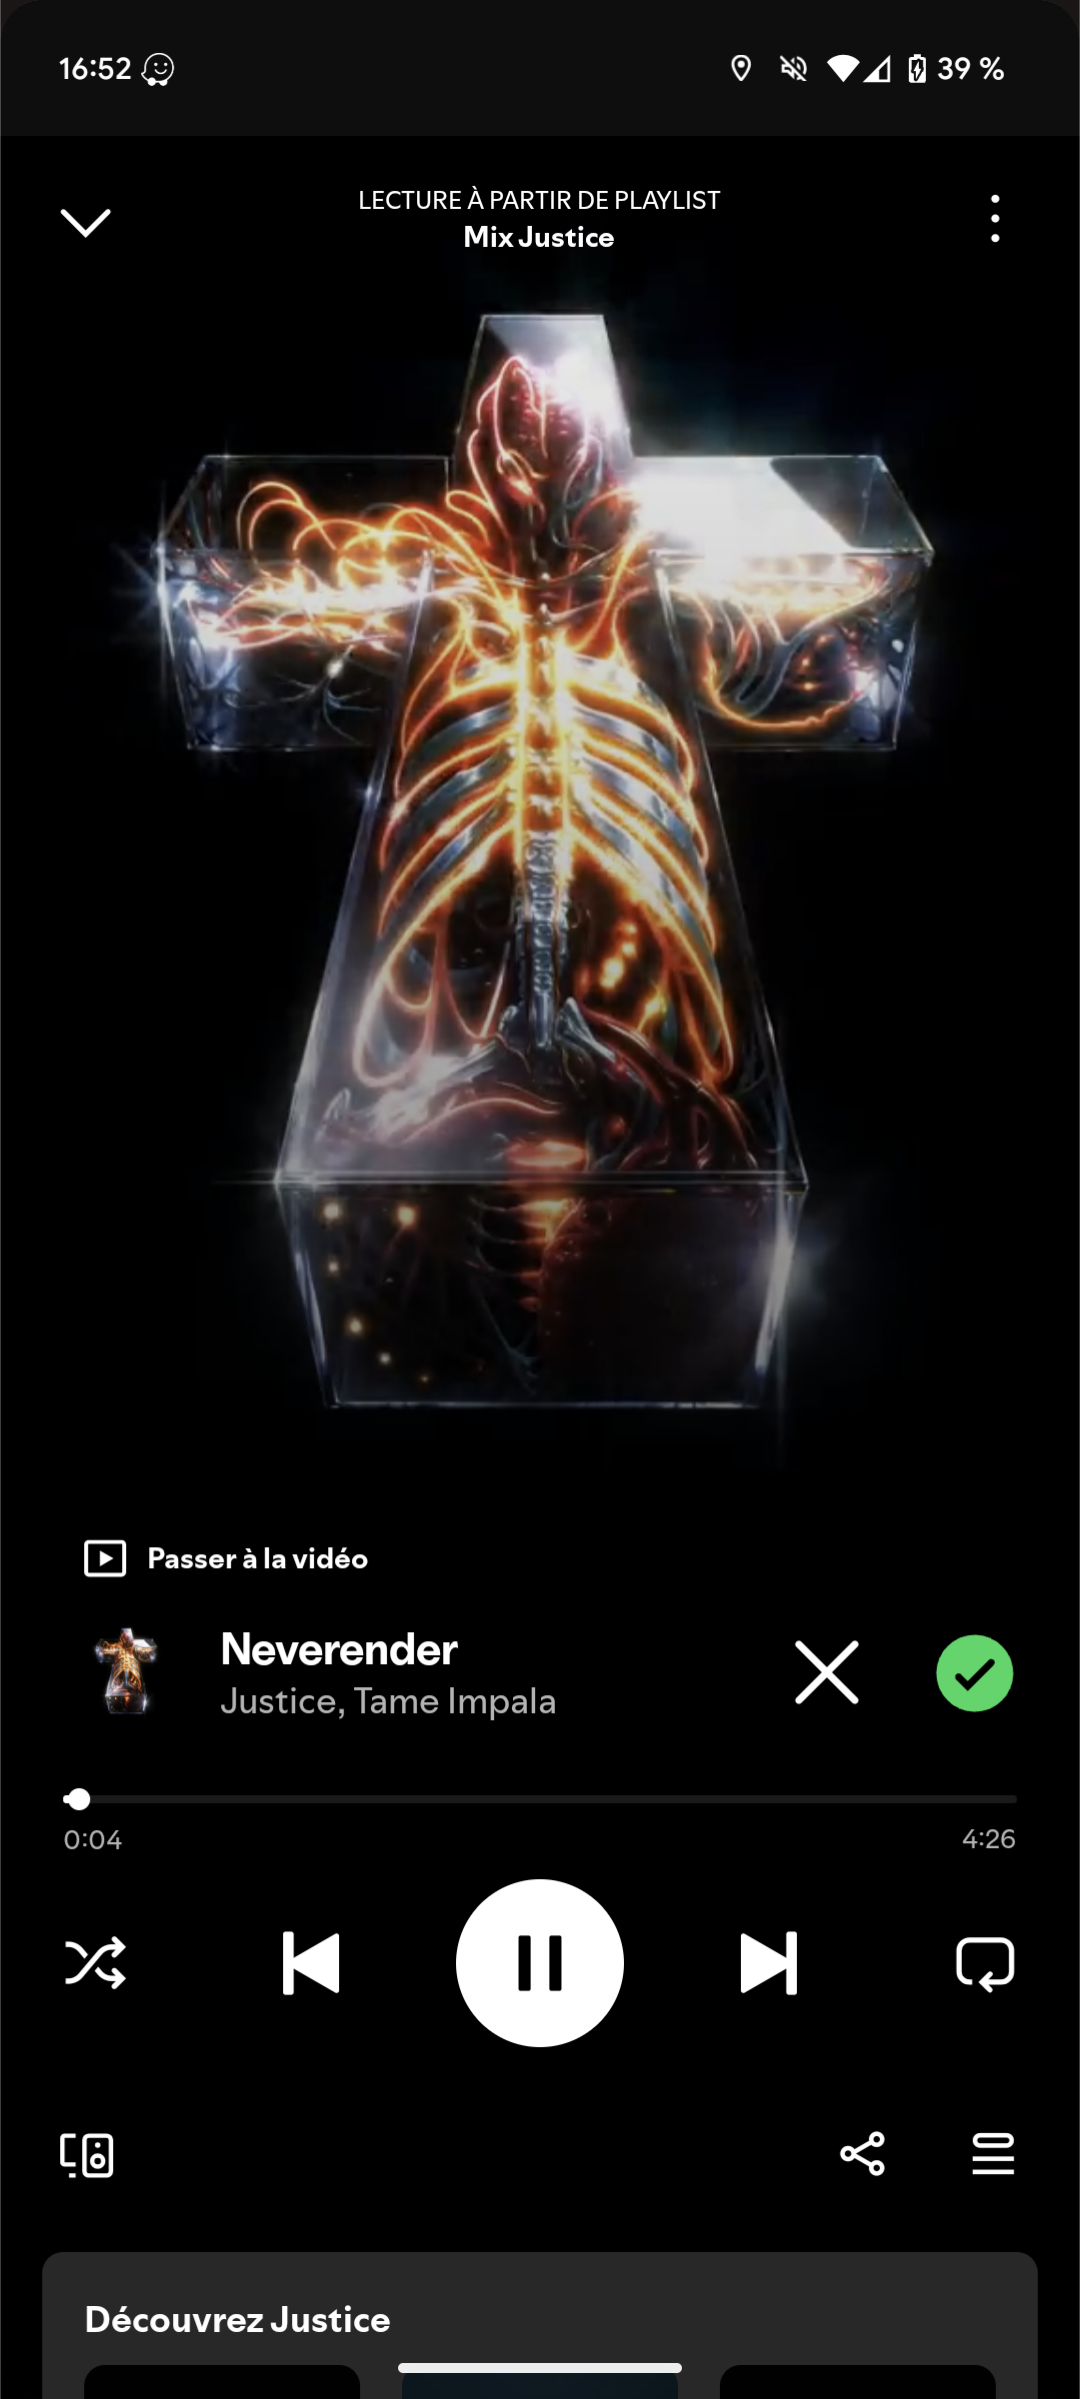 16:52
39 %
LECTURE À PARTIR DE PLAYLIST
Mix Justice
Passer à la vidéo
Neverender
Justice, Tame Impala
0:04
4:26
Découvrez Justice